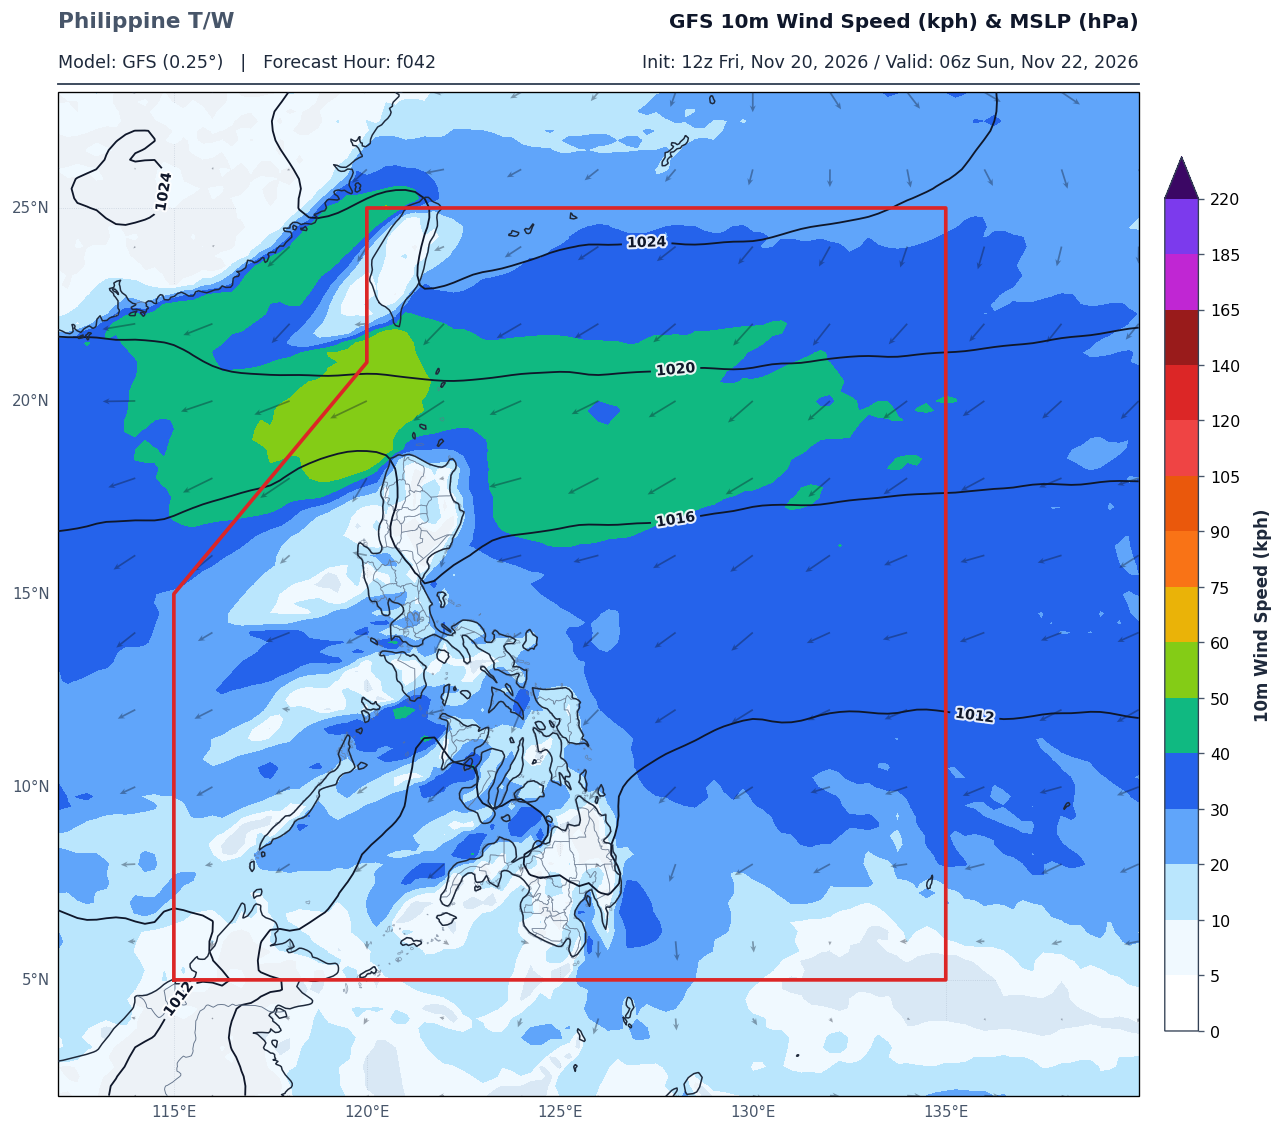 Philippine T/W
GFS 10m Wind Speed (kph) & MSLP (hPa)
Model: GFS (0.25°) | Forecast Hour: f042
Init: 12z Fri, Nov 20, 2026 / Valid: 06z Sun, Nov 22, 2026
25°N
20°N
15°N
10°N
5°N
115°E
120°E
125°E
130°E
135°E
1024
1024
1020
1016
1012
1012
220
185
165
140
120
105
90
75
60
50
40
30
20
10
5
0
10m Wind Speed (kph)